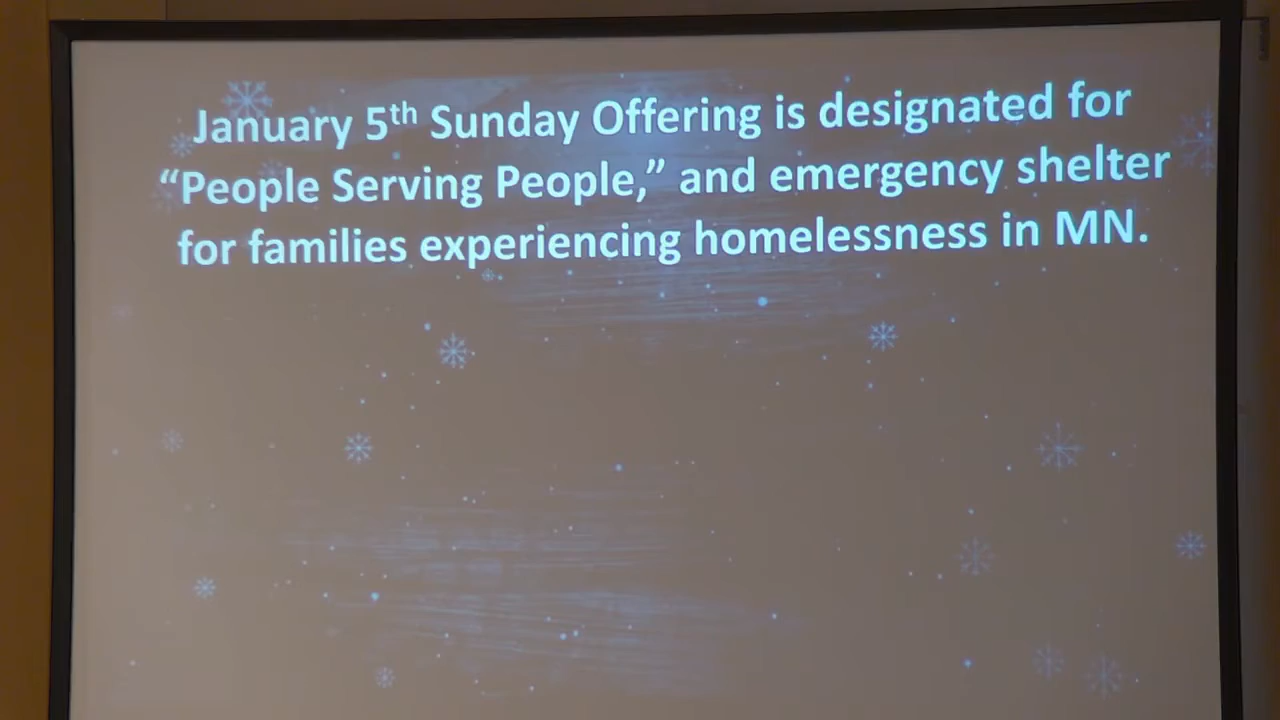 January 5th Sunday Offering is designated for
“People Serving People,” and emergency shelter
for families experiencing homelessness in MN.